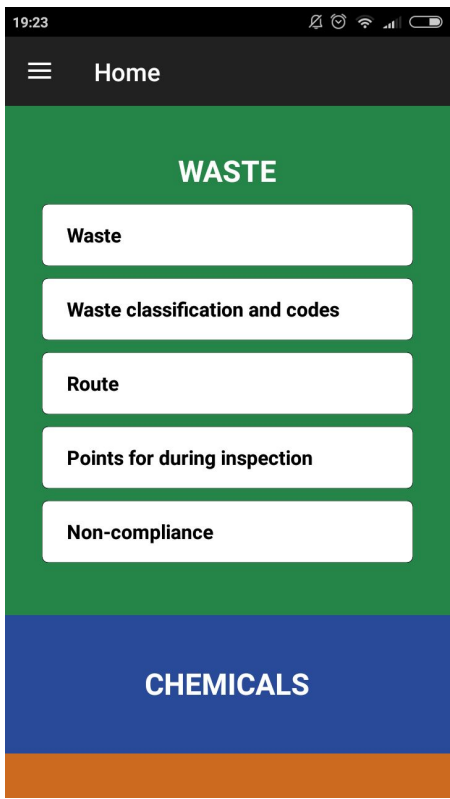 19:23
Home
WASTE
Waste
Waste classification and codes
Route
Points for during inspection
Non-compliance
CHEMICALS